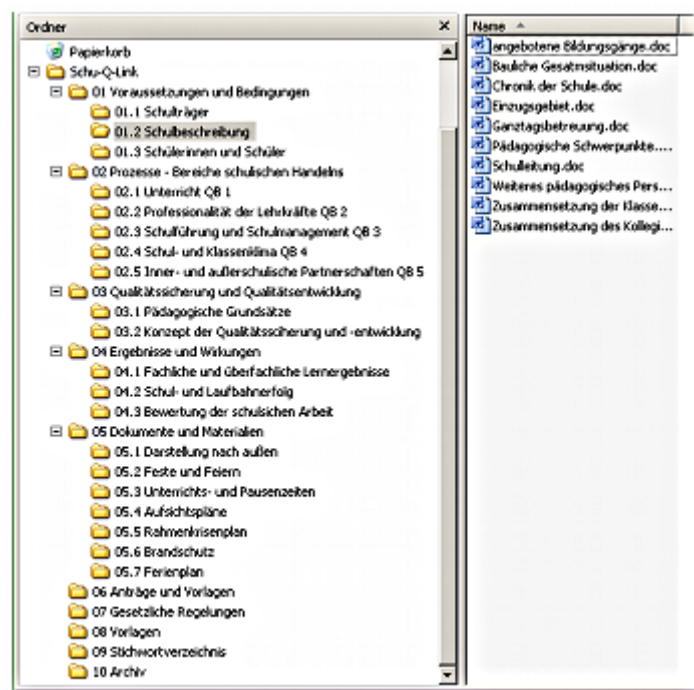 Ordner
Papierkorb
Schu-Q-Link
01 Voraussetzungen und Bedingungen
01.1 Schulträger
01.2 Schulbeschreibung
01.3 Schülerinnen und Schüler
02 Prozesse - Bereiche schulischen Handelns
02.1 Unterricht QB 1
02.2 Professionalität der Lehrkräfte QB 2
02.3 Schulführung und Schulmanagement QB 3
02.4 Schul- und Klassenklima QB 4
02.5 Inner- und außerschulische Partnerschaften QB 5
03 Qualitätssicherung und Qualitätsentwicklung
03.1 Pädagogische Grundsätze
03.2 Konzept der Qualitätssciherung und -entwicklung
04 Ergebnisse und Wirkungen
04.1 Fachliche und überfachliche Lernergebnisse
04.2 Schul- und Laufbahnerfolg
04.3 Bewertung der schulsichen Arbeit
05 Dokumente und Materialien
05.1 Darstellung nach außen
05.2 Feste und Feiern
05.3 Unterrichts- und Pausenzeiten
05.4 Aufsichtspläne
05.5 Rahmenkrisenplan
05.6 Brandschutz
05.7 Ferienplan
06 Anträge und Vorlagen
07 Gesetzliche Regelungen
08 Vorlagen
09 Stichwortverzeichnis
10 Archiv
Name
angebotene Bildungsgänge.doc
Bauliche Gesatmsituation.doc
Chronik der Schule.doc
Einzugsgebiet.doc
Ganztagsbetreuung.doc
Pädagogische Schwerpunkte....
Schulleitung.doc
Weiteres pädagogisches Pers...
Zusammensetzung der Klasse...
Zusammensetzung des Kollegi...